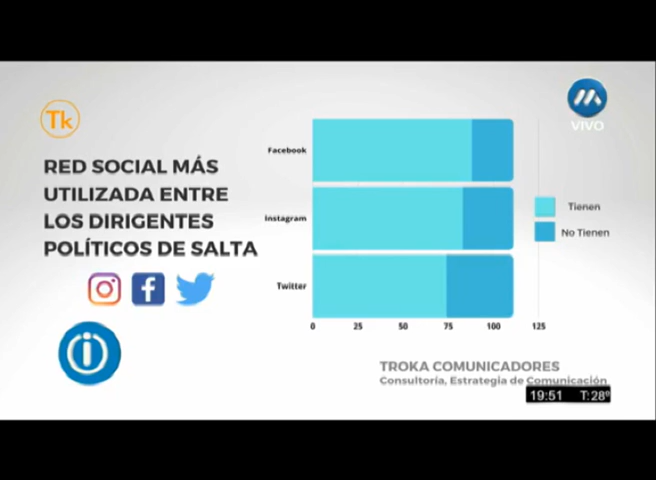 Tk
VIVO
RED SOCIAL MÁS
UTILIZADA ENTRE
LOS DIRIGENTES
POLÍTICOS DE SALTA
Facebook
Instagram
Twitter
0 25 50 75 100 125
Tienen
No Tienen
TROKA COMUNICADORES
Consultoría, Estrategia de Comunicación
19:51 T:28º